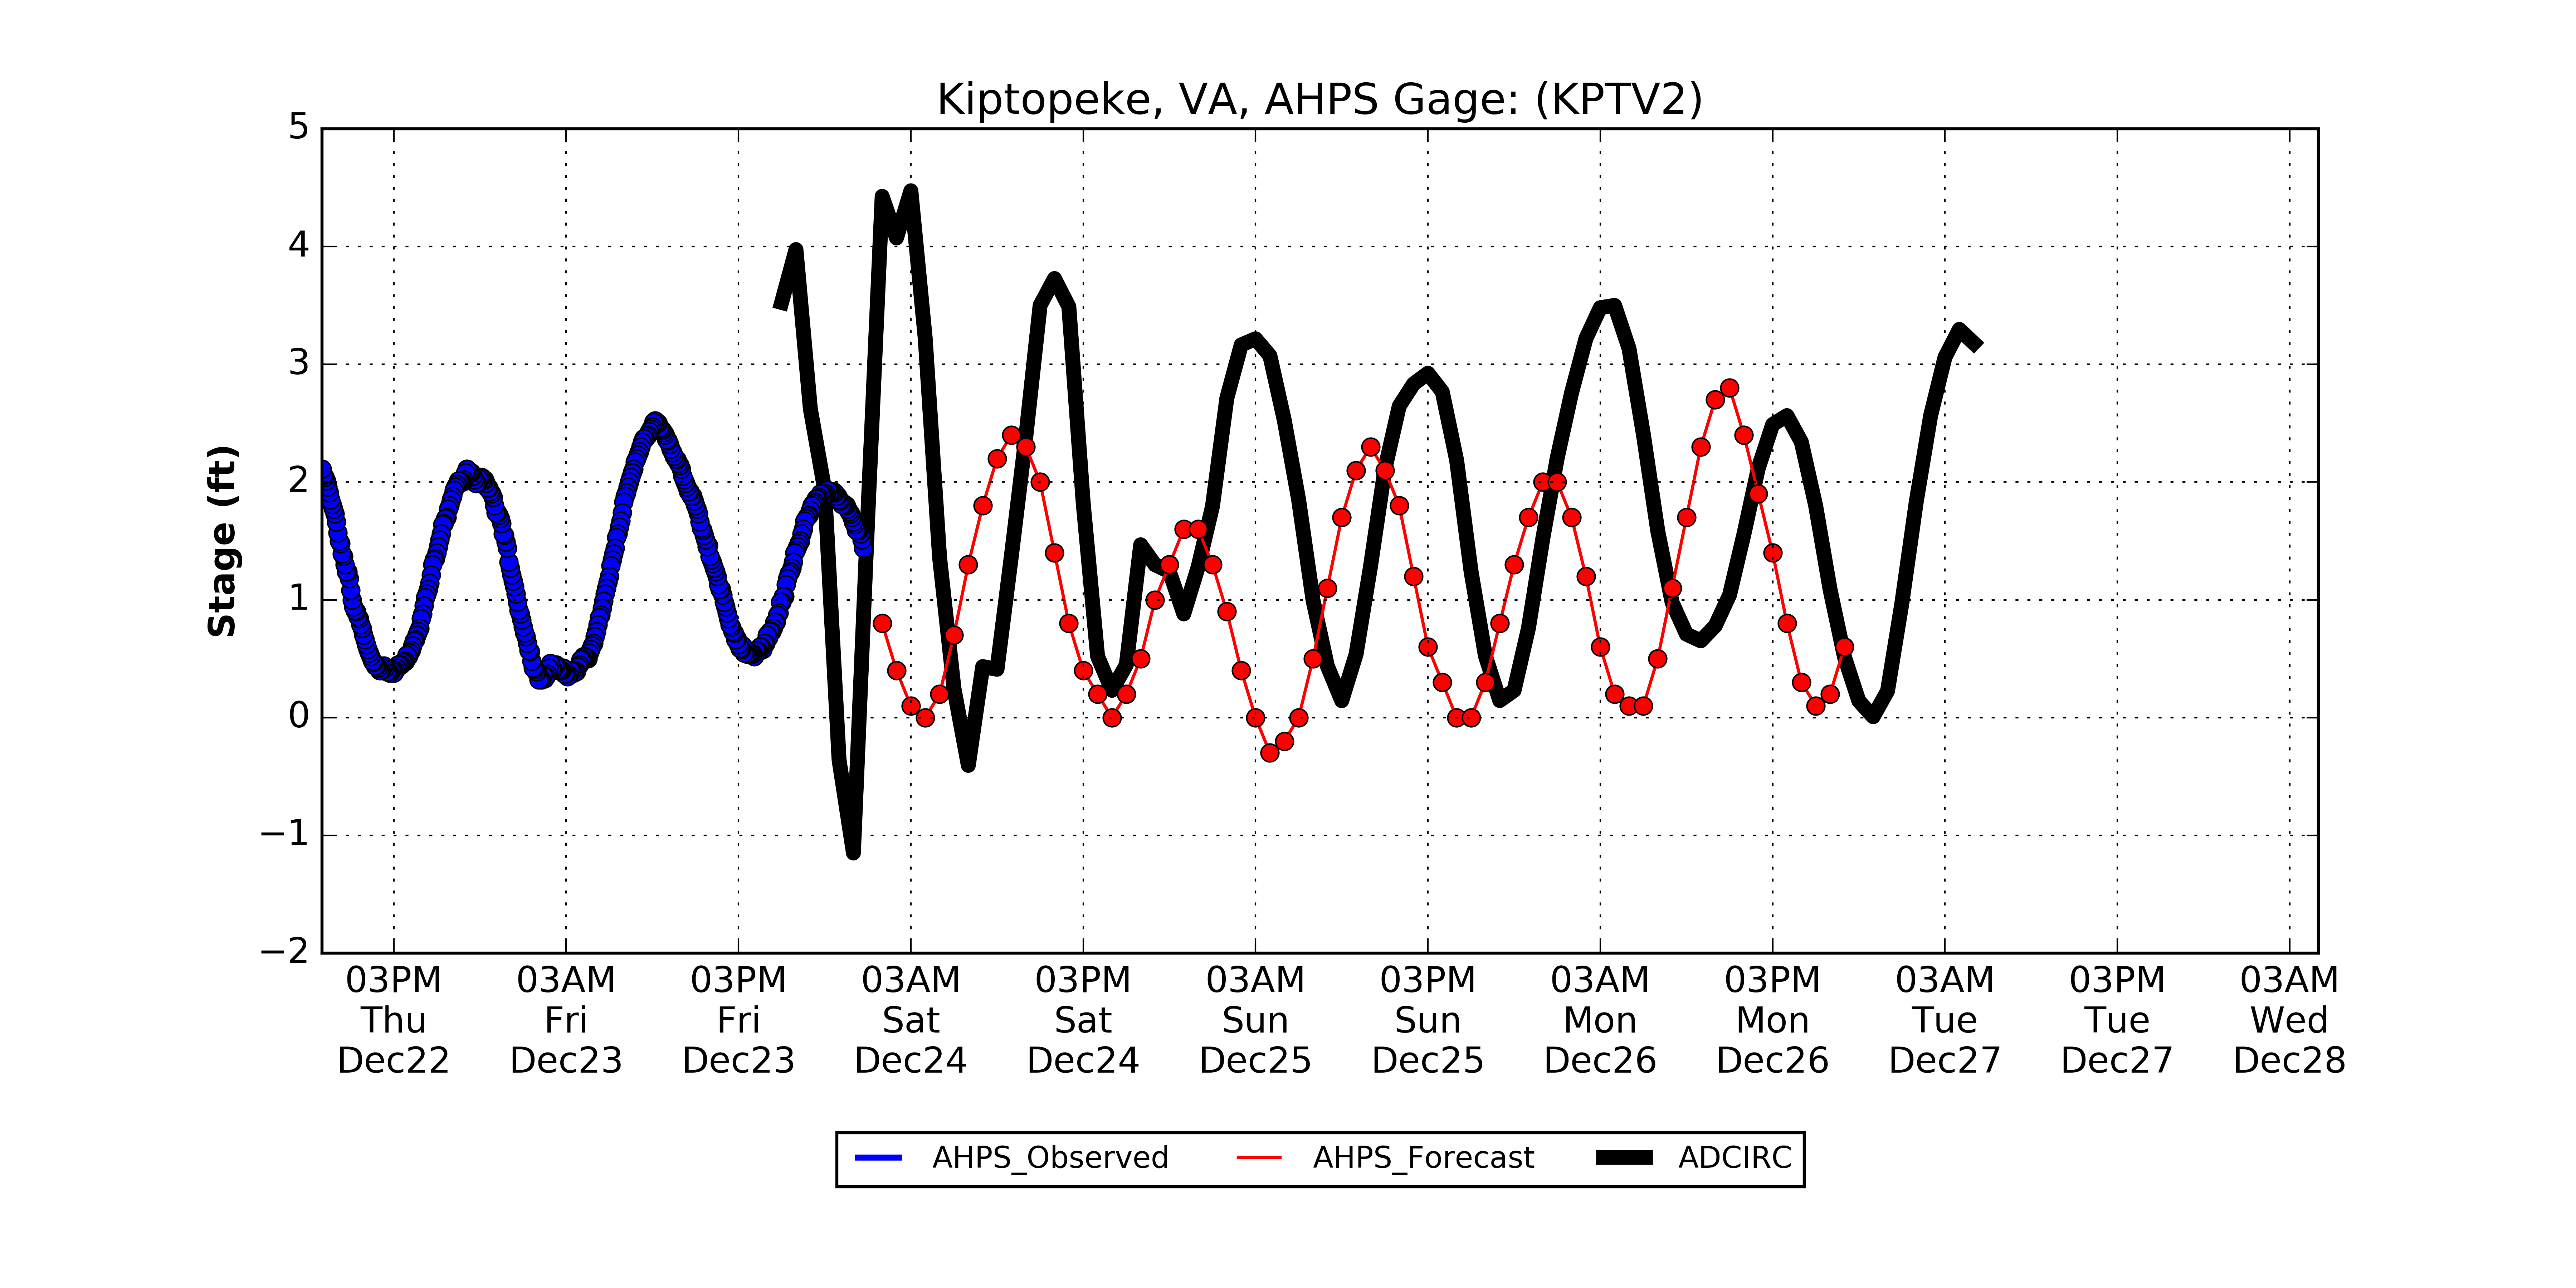 Kiptopeke, VA, AHPS Gage: (KPTV2)
Stage (ft)
5
4
3
2
1
0
−1
−2
03PM 03AM 03PM 03AM 03PM 03AM 03PM 03AM 03PM 03AM 03PM 03AM
Thu Fri Fri Sat Sat Sun Sun Mon Mon Tue Tue Wed
Dec22 Dec23 Dec23 Dec24 Dec24 Dec25 Dec25 Dec26 Dec26 Dec27 Dec27 Dec28
AHPS_Observed AHPS_Forecast ADCIRC